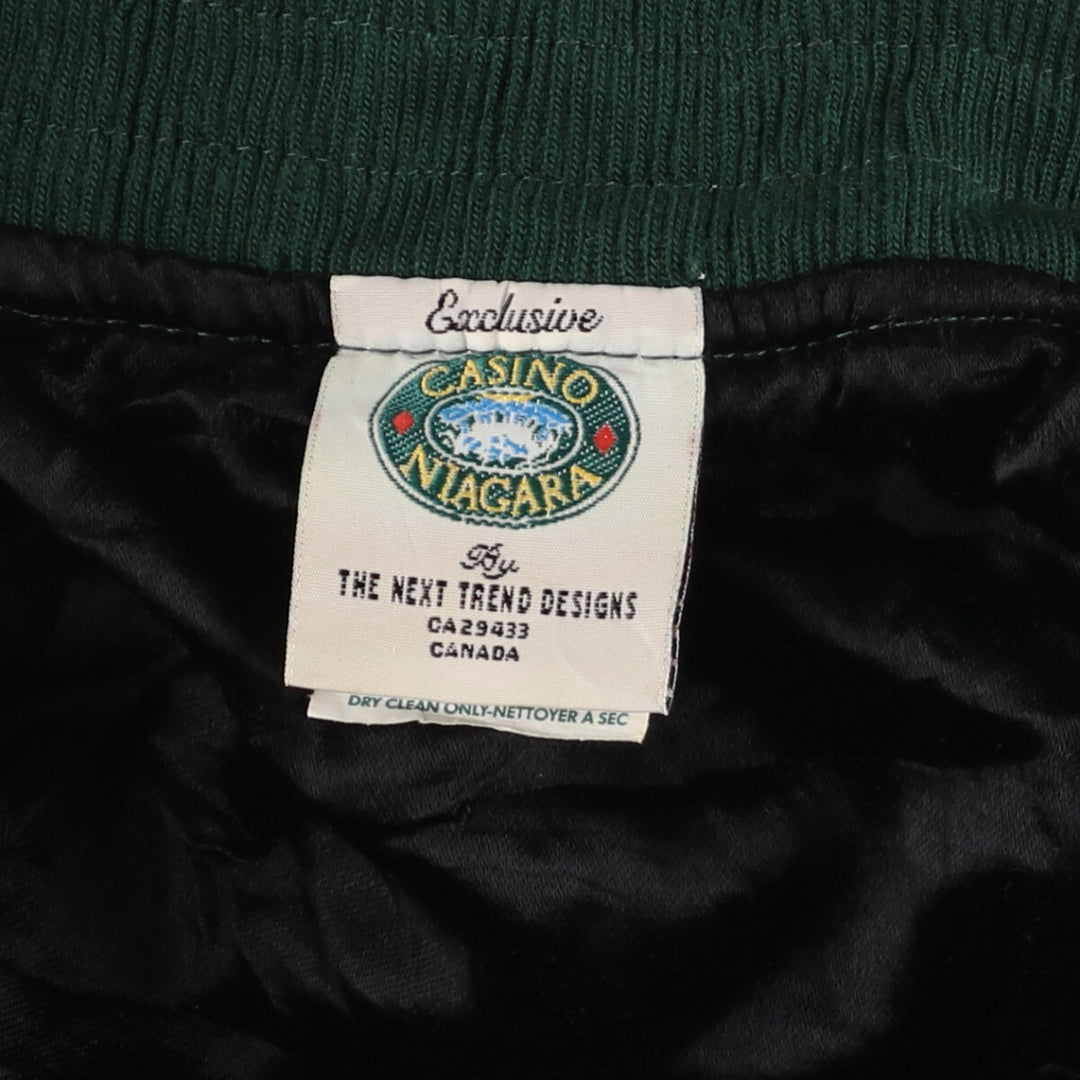 Exclusive
CASINO
NIAGARA
By
THE NEXT TREND DESIGNS
CA29433
CANADA
DRY CLEAN ONLY-NETTOYER A SEC